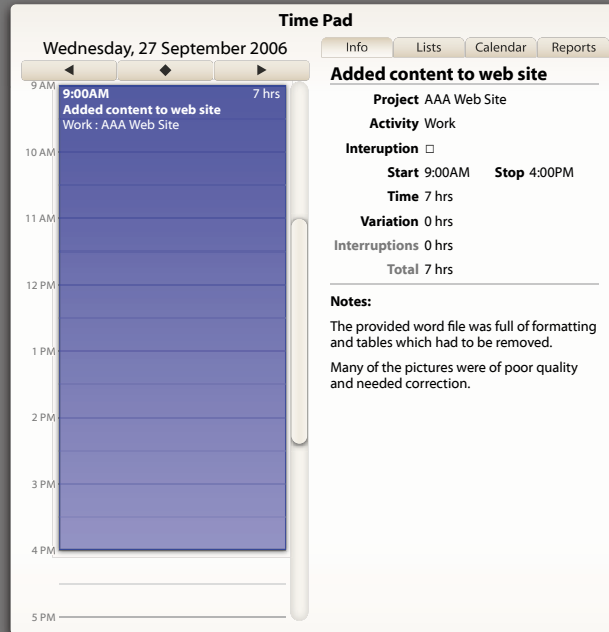 Time Pad
Wednesday, 27 September 2006
Info Lists Calendar Reports
9 AM
9:00AM 7 hrs
Added content to web site
Work : AAA Web Site
10 AM
11 AM
12 PM
1 PM
2 PM
3 PM
4 PM
5 PM
Added content to web site
Project AAA Web Site
Activity Work
Interuption
Start 9:00AM Stop 4:00PM
Time 7 hrs
Variation 0 hrs
Interruptions 0 hrs
Total 7 hrs
Notes:
The provided word file was full of formatting
and tables which had to be removed.
Many of the pictures were of poor quality
and needed correction.